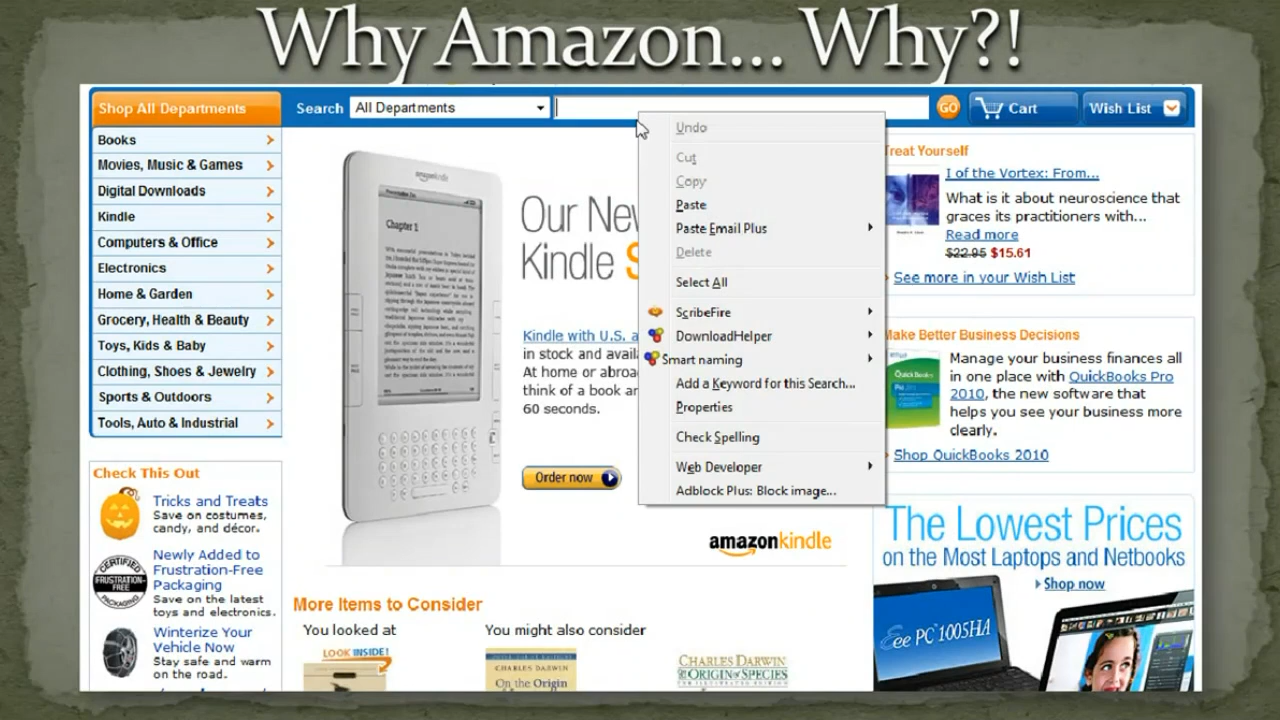 Why Amazon... Why?!
Shop All Departments
Search
All Departments
GO
Cart
Wish List
Books
Movies, Music & Games
Digital Downloads
Kindle
Computers & Office
Electronics
Home & Garden
Grocery, Health & Beauty
Toys, Kids & Baby
Clothing, Shoes & Jewelry
Sports & Outdoors
Tools, Auto & Industrial
Check This Out
Tricks and Treats
Save on costumes,
candy, and décor.
CERTIFIED
FRUSTRATION-
FREE
PACKAGING
Newly Added to
Frustration-Free
Packaging
Save on the latest
toys and electronics.
Winterize Your
Vehicle Now
Stay safe and warm
on the road.
amazonkindle
Chapter 1
Our New
Kindle
Kindle with U.S. a
in stock and avail
At home or abroa
think of a book an
60 seconds.
Order now
amazonkindle
Undo
Cut
Copy
Paste
Paste Email Plus
Delete
Select All
ScribeFire
DownloadHelper
Smart naming
Add a Keyword for this Search...
Properties
Check Spelling
Web Developer
Adblock Plus: Block image...
More Items to Consider
You looked at
LOOK INSIDE!
You might also consider
CHARLES DARWIN
On the Origin
CHARLES DARWIN
ORIGIN OF SPECIES
Treat Yourself
I of the Vortex: From...
What is it about neuroscience that
graces its practitioners with...
Read more
$22.95 $15.61
See more in your Wish List
Make Better Business Decisions
QuickBooks
Manage your business finances all
in one place with QuickBooks Pro
2010, the new software that
helps you see your business more
clearly.
Shop QuickBooks 2010
The Lowest Prices
on the Most Laptops and Netbooks
Shop now
Eee PC 1005HA